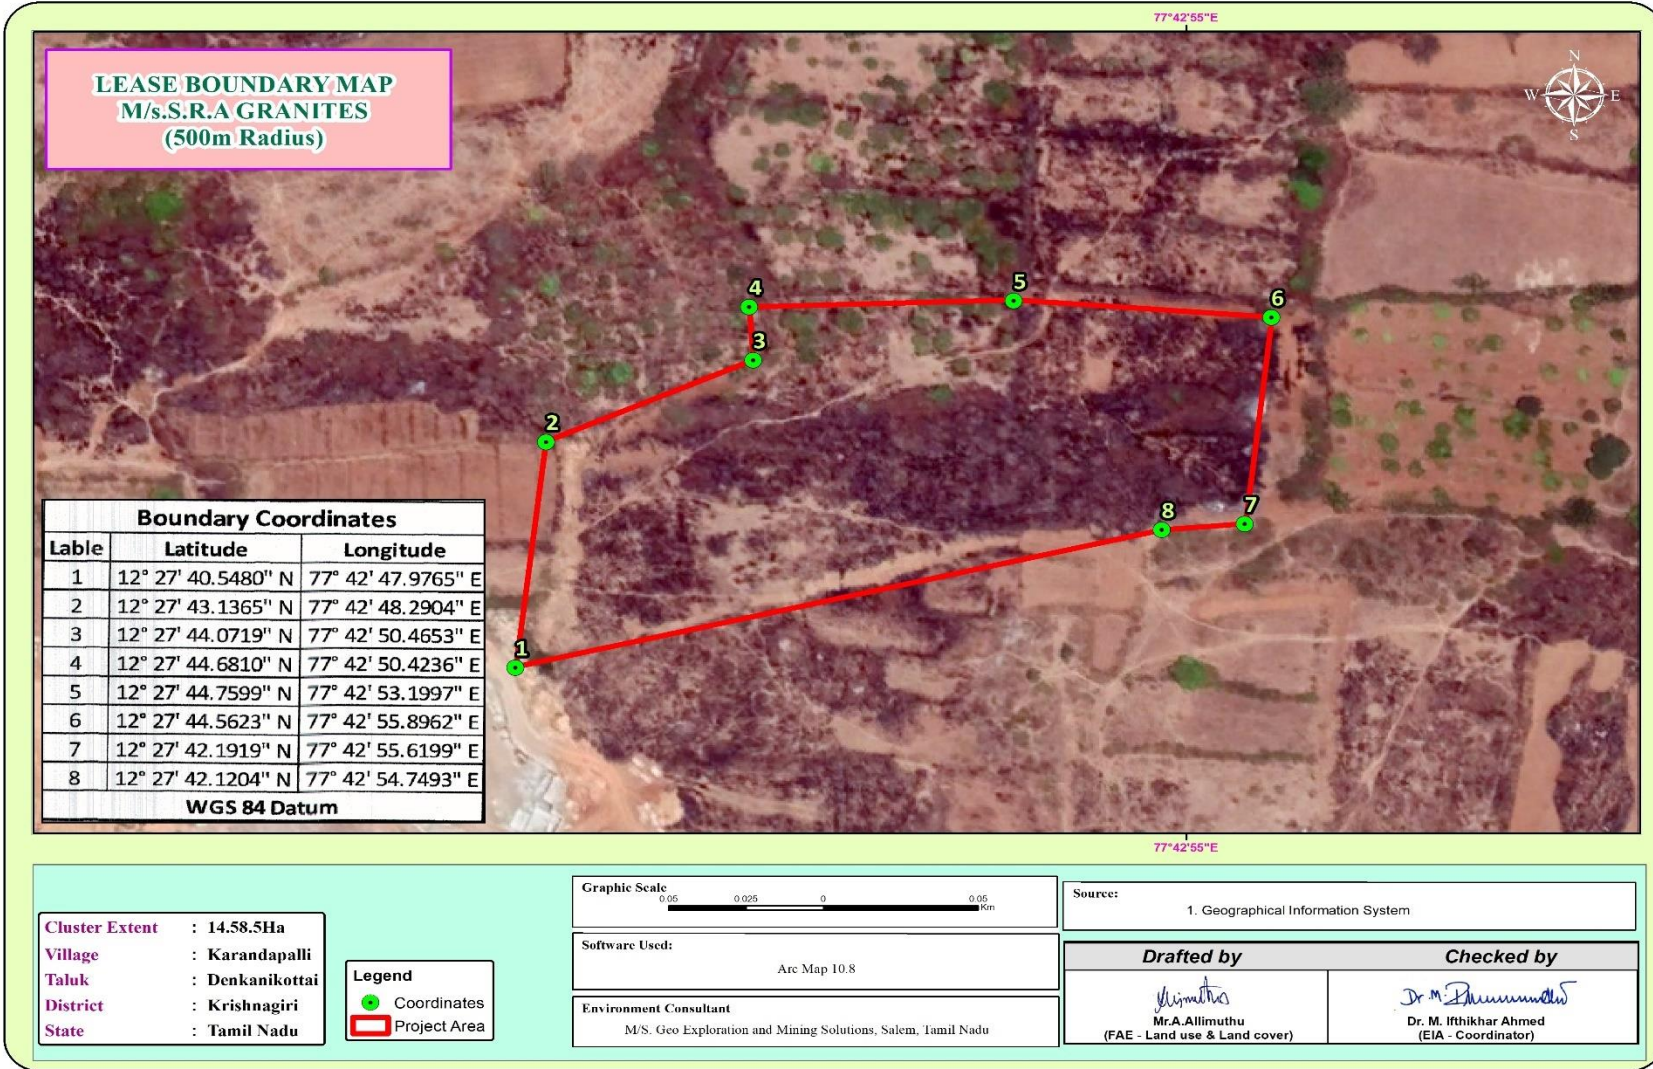 77°42'55"E
LEASE BOUNDARY MAP
M/s.S.R.A GRANITES
(500m Radius)
N
W E
S
4
5
6
3
2
8
7
1
Boundary Coordinates
Lable Latitude Longitude
1 12° 27' 40.5480" N 77° 42' 47.9765" E
2 12° 27' 43.1365" N 77° 42' 48.2904" E
3 12° 27' 44.0719" N 77° 42' 50.4653" E
4 12° 27' 44.6810" N 77° 42' 50.4236" E
5 12° 27' 44.7599" N 77° 42' 53.1997" E
6 12° 27' 44.5623" N 77° 42' 55.8962" E
7 12° 27' 42.1919" N 77° 42' 55.6199" E
8 12° 27' 42.1204" N 77° 42' 54.7493" E
WGS 84 Datum
77°42'55"E
Cluster Extent : 14.58.5Ha
Village : Karandapalli
Taluk : Denkanikottai
District : Krishnagiri
State : Tamil Nadu
Legend
Coordinates
Project Area
Graphic Scale
0.05 0.025 0 0.05
Km
Software Used:
Arc Map 10.8
Environment Consultant
M/S. Geo Exploration and Mining Solutions, Salem, Tamil Nadu
Source:
1. Geographical Information System
Drafted by
Mr.A.Allimuthu
(FAE - Land use & Land cover)
Checked by
Dr. M.
Dr. M. Ifthikhar Ahmed
(EIA - Coordinator)